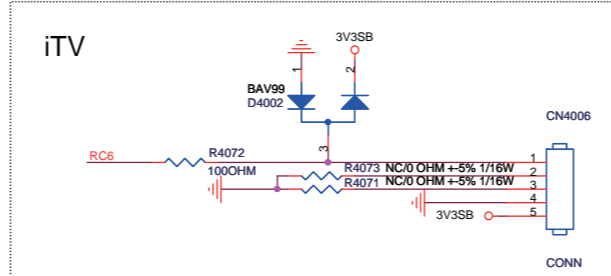 iTV
3V3SB
1
2
BAV99
D4002
CN4006
3
RC6
R4072
100OHM
1
R4073 NC/0 OHM +-5% 1/16W
2
R4071 NC/0 OHM +-5% 1/16W
3
4
3V3SB
5
CONN